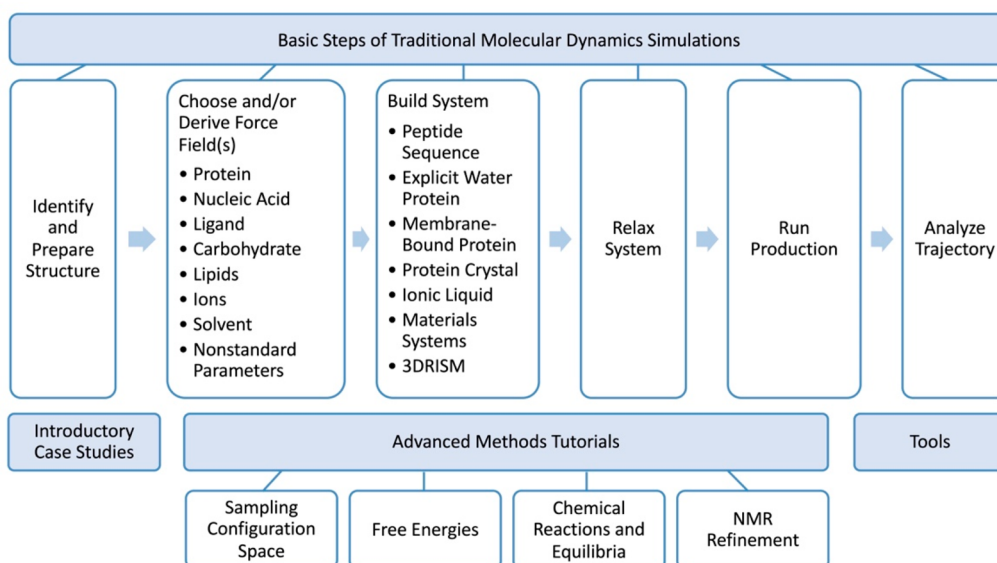 Basic Steps of Traditional Molecular Dynamics Simulations
Identify
and
Prepare
Structure
Choose and/or
Derive Force
Field(s)
• Protein
• Nucleic Acid
• Ligand
• Carbohydrate
• Lipids
• Ions
• Solvent
• Nonstandard
Parameters
Build System
• Peptide
Sequence
• Explicit Water
Protein
• Membrane-
Bound Protein
• Protein Crystal
• Ionic Liquid
• Materials
Systems
• 3DRISM
Relax
System
Run
Production
Analyze
Trajectory
Introductory
Case Studies
Advanced Methods Tutorials
Tools
Sampling
Configuration
Space
Free Energies
Chemical
Reactions and
Equilibria
NMR
Refinement